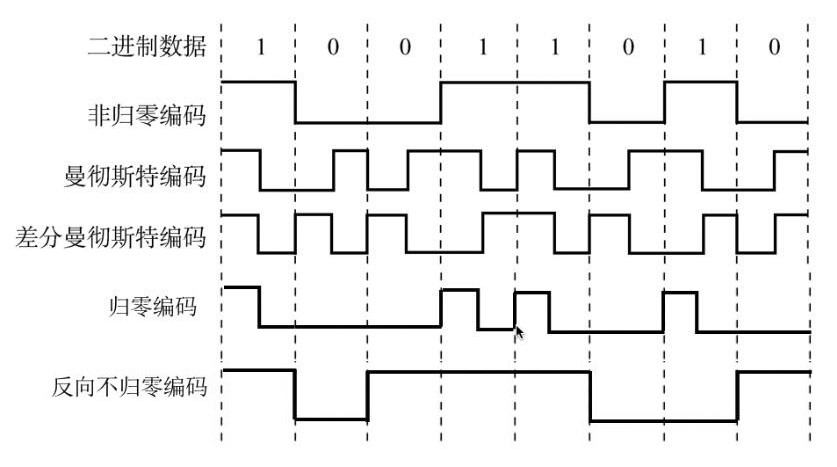 二进制数据 1 0 0 1 1 0 1 0
非归零编码
曼彻斯特编码
差分曼彻斯特编码
归零编码
反向不归零编码